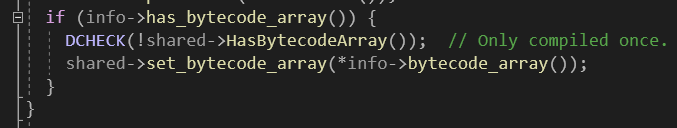 if (info->has_bytecode_array()) {
DCHECK(!shared->HasBytecodeArray());  // Only compiled once.
shared->set_bytecode_array(*info->bytecode_array());
}
}